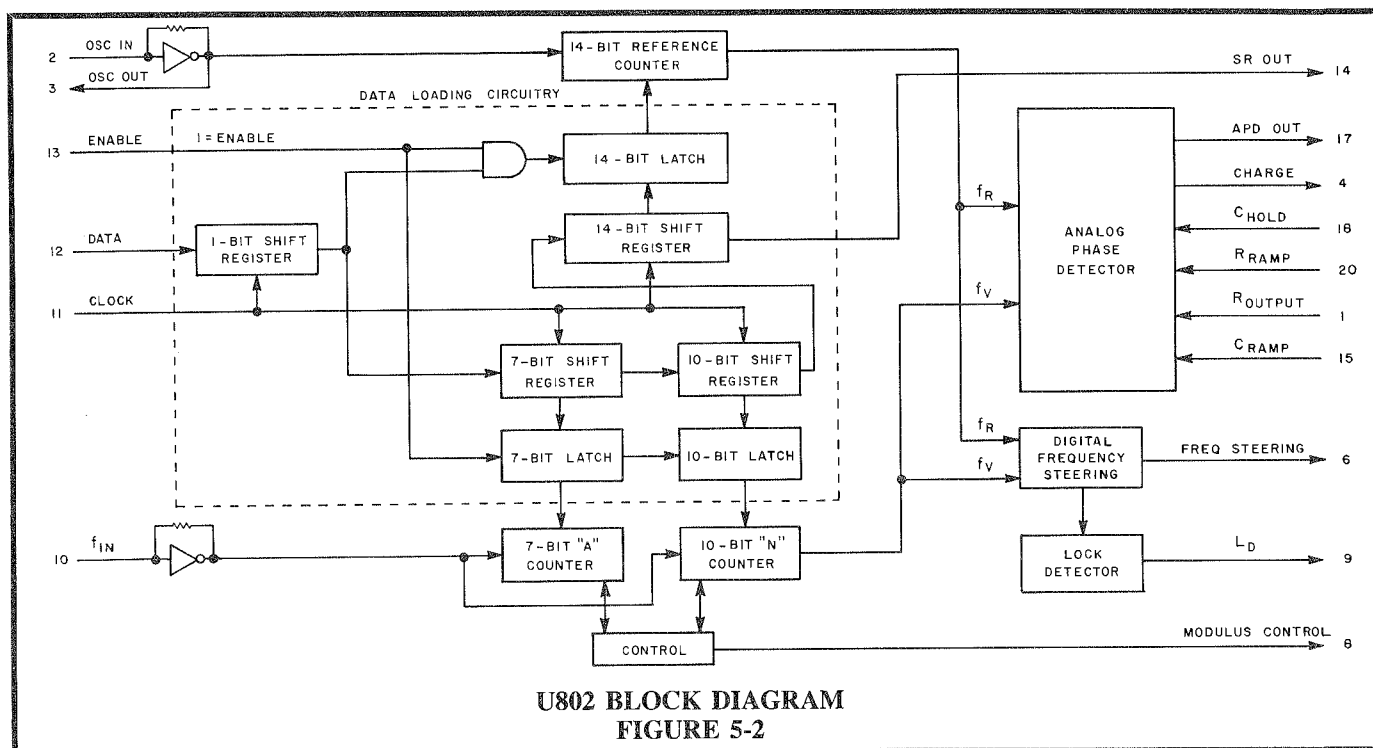 2 OSC IN
3 OSC OUT
14-BIT REFERENCE
COUNTER
SR OUT 14
DATA LOADING CIRCUITRY
13 ENABLE 1 = ENABLE
14-BIT LATCH
APD OUT 17
CHARGE 4
fR
CHOLD 18
12 DATA
1-BIT SHIFT
REGISTER
14-BIT SHIFT
REGISTER
ANALOG
PHASE
DETECTOR
RRAMP 20
11 CLOCK
fV
ROUTPUT 1
CRAMP 15
7-BIT SHIFT
REGISTER
10-BIT SHIFT
REGISTER
fR
7-BIT LATCH
10-BIT LATCH
fV
DIGITAL
FREQUENCY
STEERING
FREQ STEERING 6
10 fIN
7-BIT "A"
COUNTER
10-BIT "N"
COUNTER
LOCK
DETECTOR
LD 9
CONTROL
MODULUS CONTROL 8
U802 BLOCK DIAGRAM
FIGURE 5-2